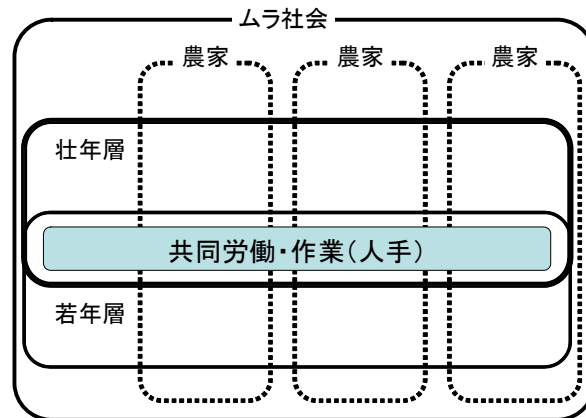 ムラ社会
農家 農家 農家
壮年層
共同労働・作業(人手)
若年層